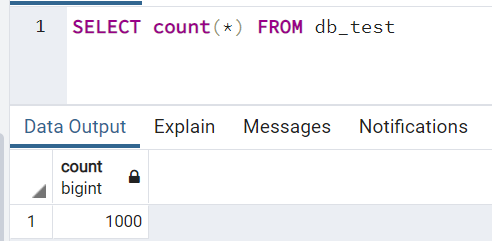 1 SELECT count(*) FROM db_test
Data Output Explain Messages Notifications
count
bigint
1 1000